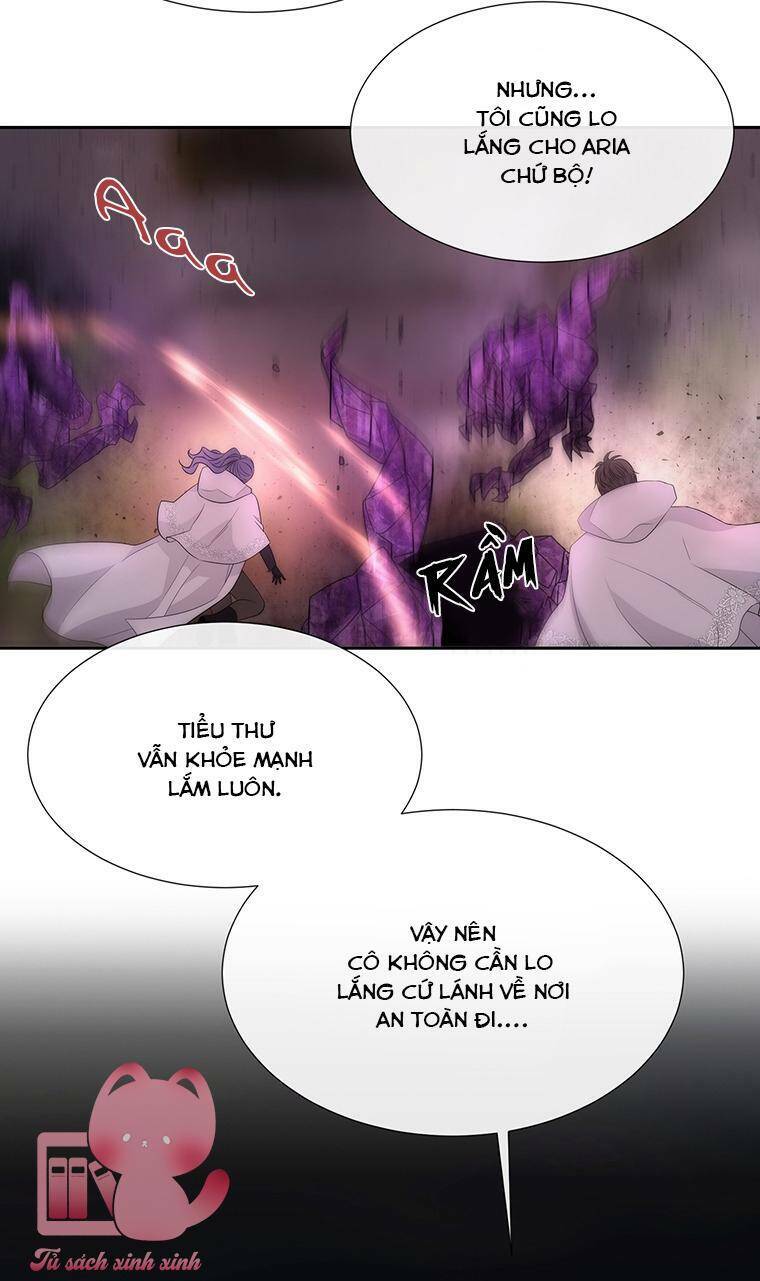 NHƯNG...
TÔI CŨNG LO
LẮNG CHO ARIA
CHỨ BỘ!
Aaa
RẦM
TIỂU THƯ
VẪN KHỎE MẠNH
LẮM LUÔN.
VẬY NÊN
CÔ KHÔNG CẦN LO
LẮNG CỨ LÁNH VỀ NƠI
AN TOÀN ĐI....
Tủ sách xinh xinh